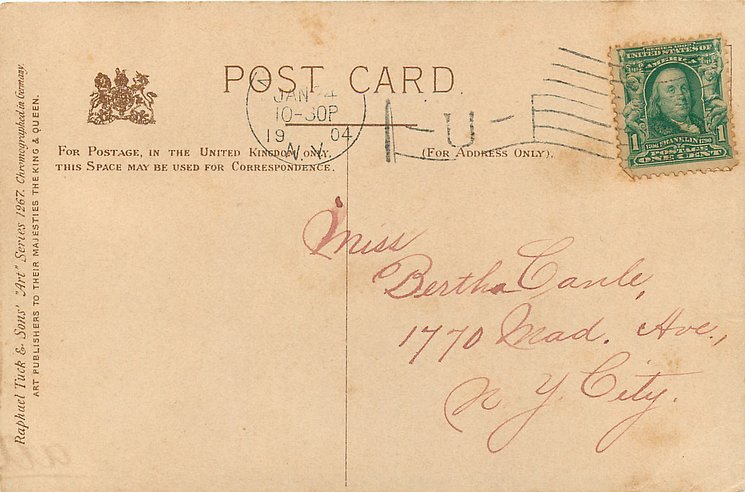 POST CARD
JAN 24
10-30P
19 04
N.Y.
U
SERIES 1902
UNITED STATES OF
AMERICA
1 FRANKLIN 1
POSTAGE
ONE CENT
FOR POSTAGE, IN THE UNITED KINGDOM ONLY,
THIS SPACE MAY BE USED FOR CORRESPONDENCE.
(FOR ADDRESS ONLY).
Raphael Tuck & Sons' "Art" Series 1267. Chromographed in Germany.
ART PUBLISHERS TO THEIR MAJESTIES THE KING & QUEEN.
Miss
Bertha
1770 Mad. Ave.,
N Y City.